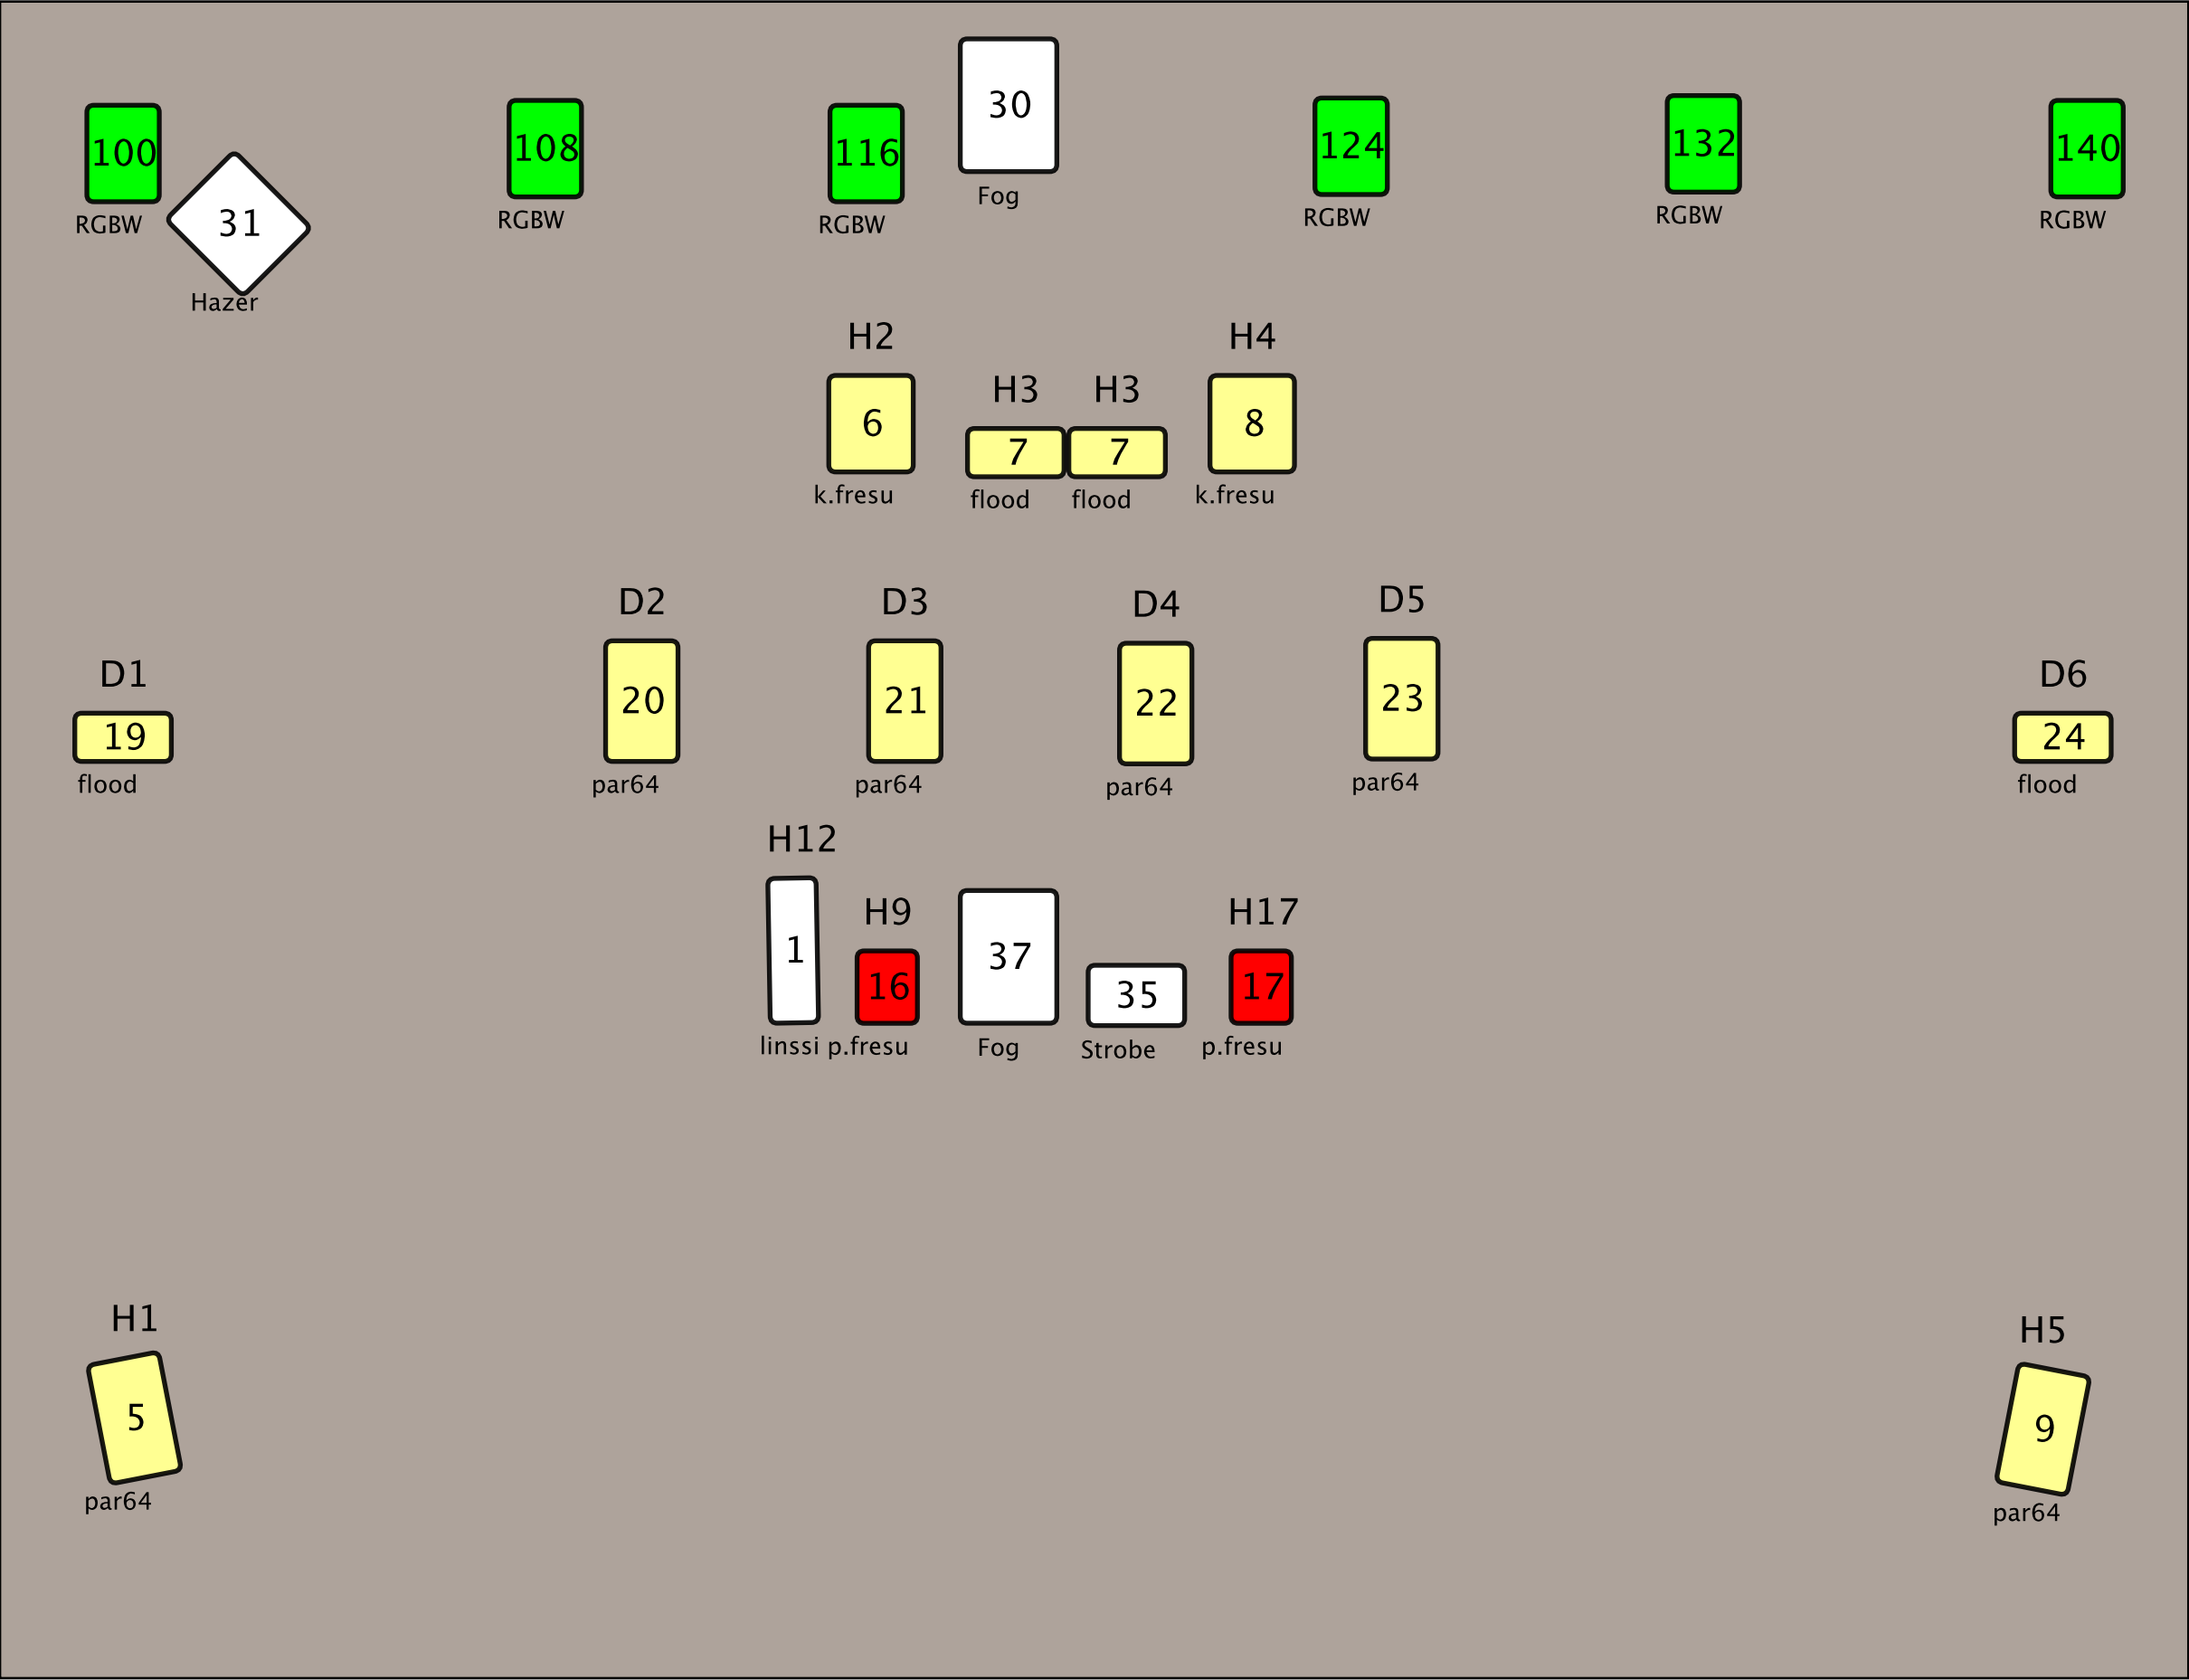 100
RGBW
31
Hazer
108
RGBW
116
RGBW
30
Fog
124
RGBW
132
RGBW
140
RGBW
H2
6
k.fresu
H3
7
flood
H3
7
flood
H4
8
k.fresu
D1
19
flood
D2
20
par64
D3
21
par64
D4
22
par64
D5
23
par64
D6
24
flood
H12
1
linssi
H9
16
p.fresu
37
Fog
35
Strobe
H17
17
p.fresu
H1
5
par64
H5
9
par64